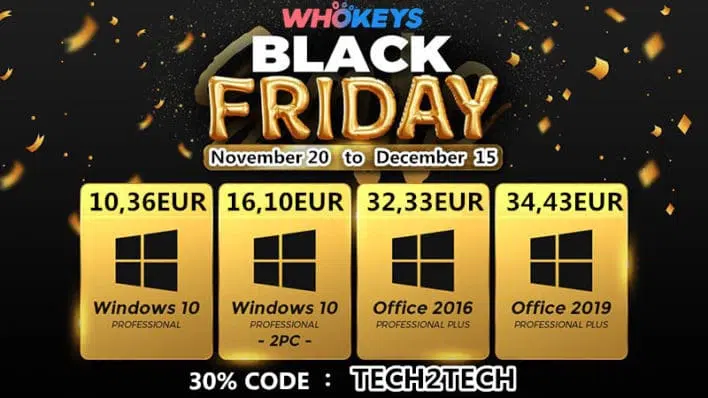 WHOKEYS
BLACK
FRIDAY
November 20 to December 15
10,36EUR 16,10EUR 32,33EUR 34,43EUR
Windows 10 Windows 10 Office 2016 Office 2019
PROFESSIONAL PROFESSIONAL PROFESSIONAL PLUS PROFESSIONAL PLUS
- 2PC -
30% CODE : TECH2TECH